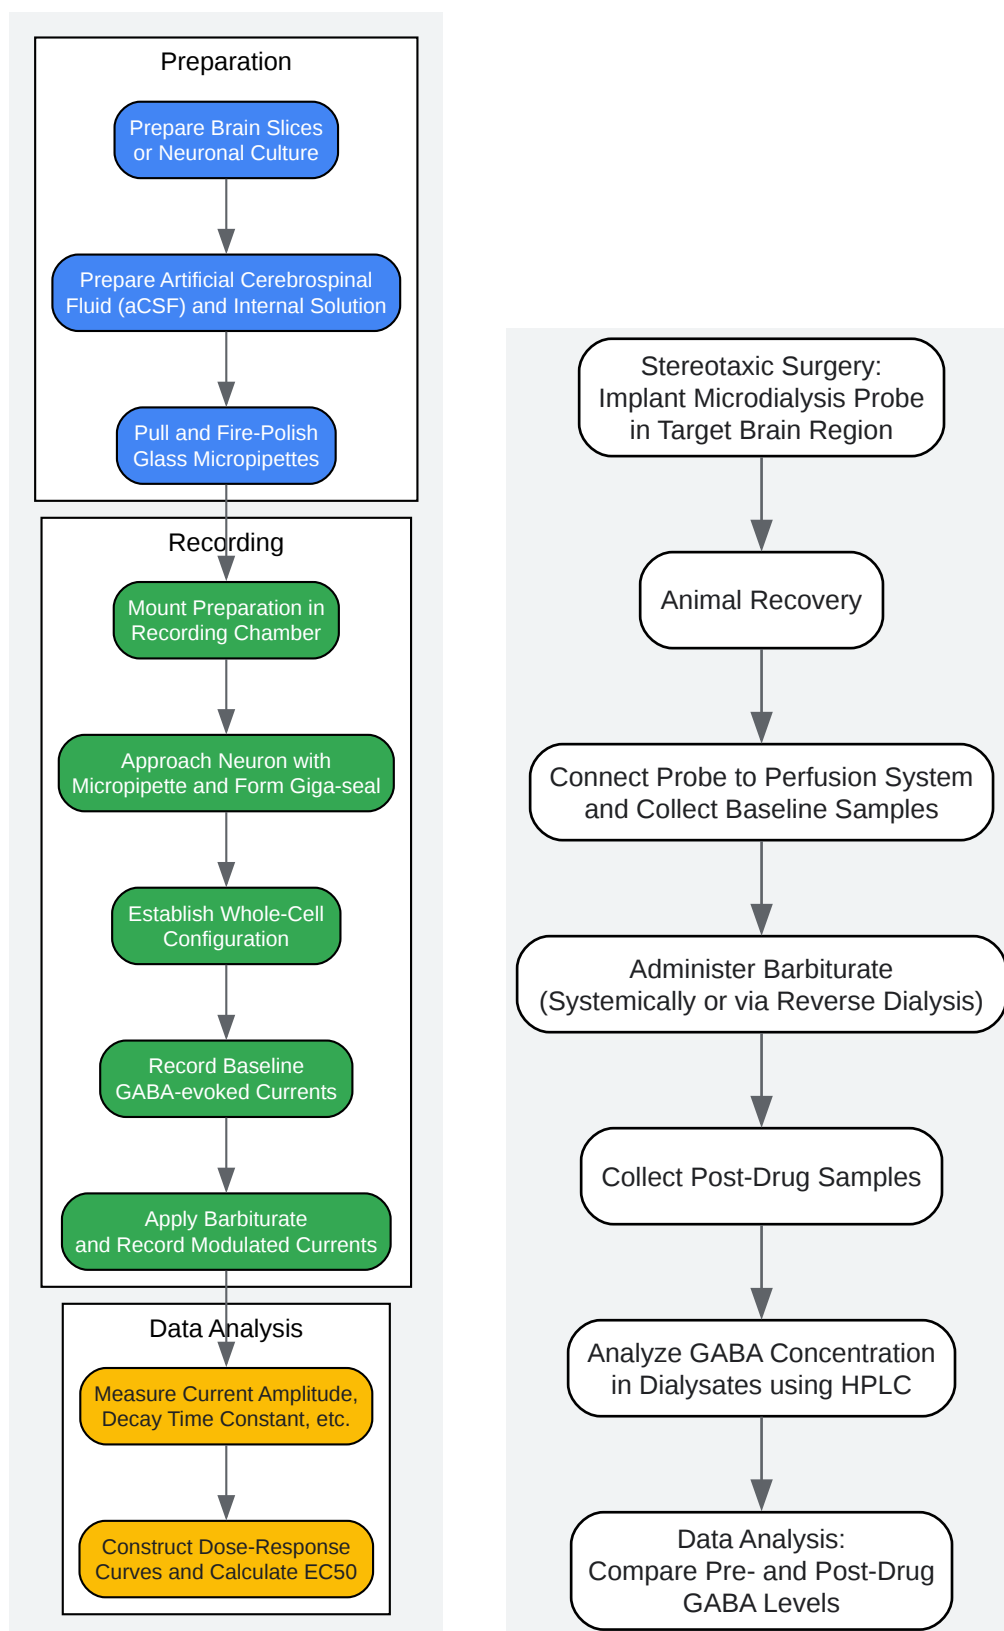 Preparation
Prepare Brain Slices
or Neuronal Culture
Prepare Artificial Cerebrospinal
Fluid (aCSF) and Internal Solution
Pull and Fire-Polish
Glass Micropipettes
Recording
Mount Preparation in
Recording Chamber
Approach Neuron with
Micropipette and Form Giga-seal
Establish Whole-Cell
Configuration
Record Baseline
GABA-evoked Currents
Apply Barbiturate
and Record Modulated Currents
Data Analysis
Measure Current Amplitude,
Decay Time Constant, etc.
Construct Dose-Response
Curves and Calculate EC50
Stereotaxic Surgery:
Implant Microdialysis Probe
in Target Brain Region
Animal Recovery
Connect Probe to Perfusion System
and Collect Baseline Samples
Administer Barbiturate
(Systemically or via Reverse Dialysis)
Collect Post-Drug Samples
Analyze GABA Concentration
in Dialysates using HPLC
Data Analysis:
Compare Pre- and Post-Drug
GABA Levels